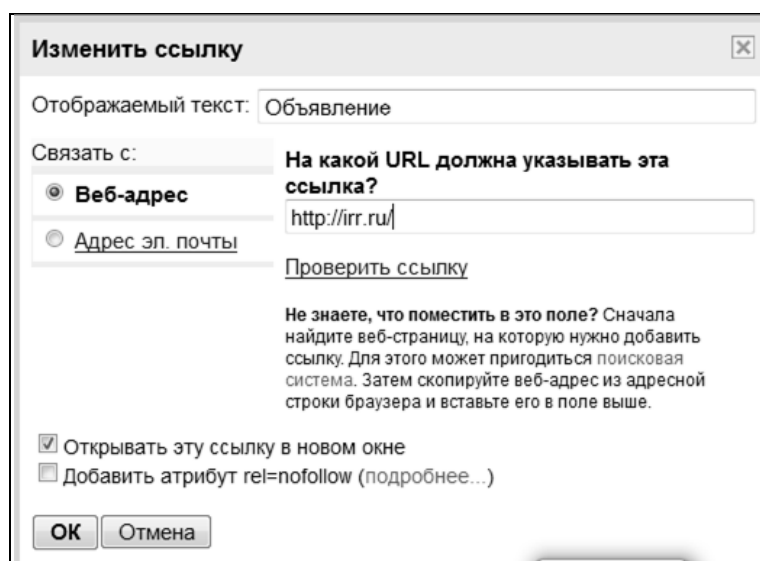 Изменить ссылку
Отображаемый текст: Объявление
Связать с:
Веб-адрес
Адрес эл. почты
На какой URL должна указывать эта
ссылка?
http://irr.ru/
Проверить ссылку
Не знаете, что поместить в это поле? Сначала
найдите веб-страницу, на которую нужно добавить
ссылку. Для этого может пригодиться поисковая
система. Затем скопируйте веб-адрес из адресной
строки браузера и вставьте его в поле выше.
Открывать эту ссылку в новом окне
Добавить атрибут rel=nofollow (подробнее...)
ОК Отмена